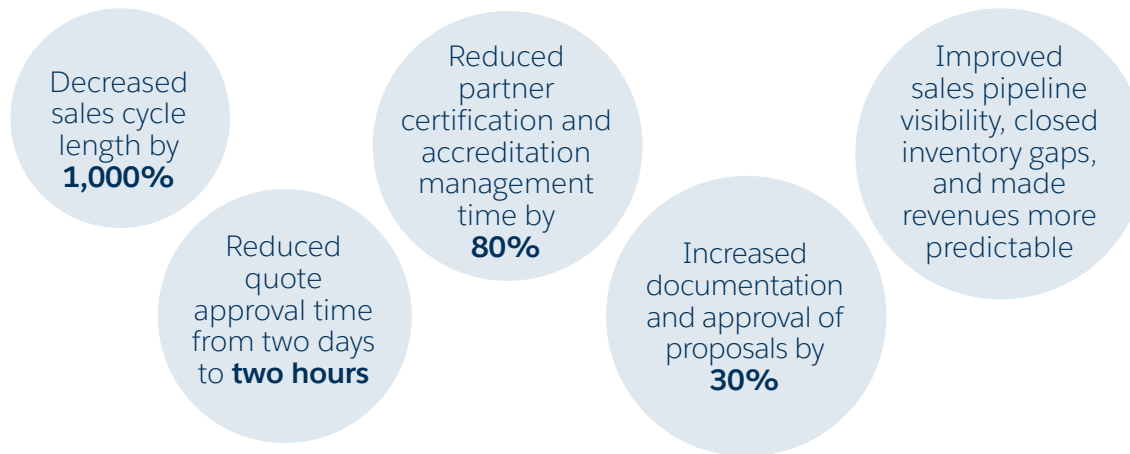 Decreased
sales cycle
length by
1,000%
Reduced
quote
approval time
from two days
to two hours
Reduced
partner
certification and
accreditation
management
time by
80%
Increased
documentation
and approval of
proposals by
30%
Improved
sales pipeline
visibility, closed
inventory gaps,
and made
revenues more
predictable